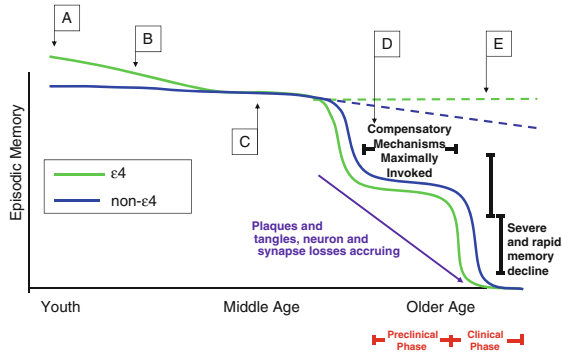 A
B
D
E
C
Episodic Memory
ε4
non-ε4
Compensatory
Mechanisms
Maximally
Invoked
Plaques and
tangles, neuron and
synapse losses accruing
Severe
and rapid
memory
decline
Youth
Middle Age
Older Age
Preclinical
Phase
Clinical
Phase